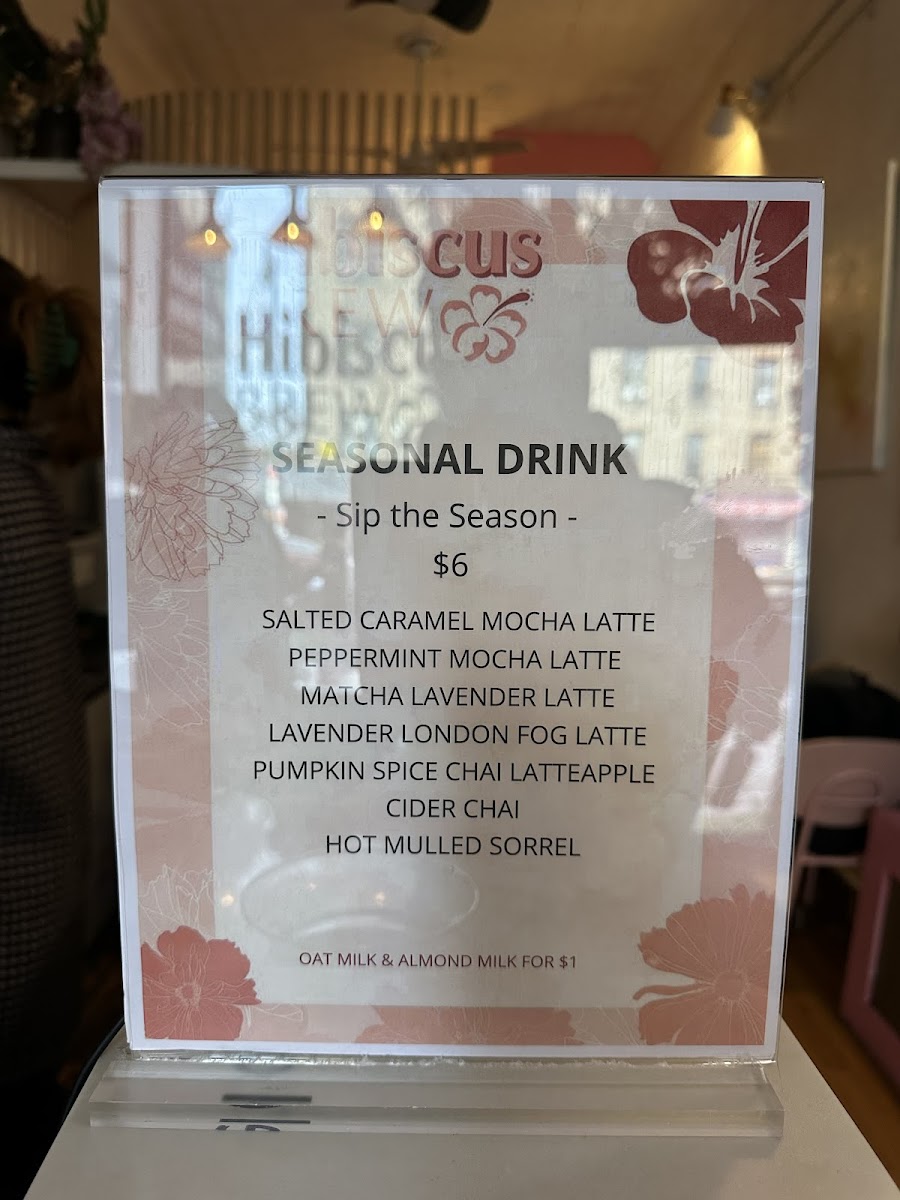 Hibiscus
BREW
SEASONAL DRINK
- Sip the Season -
$6
SALTED CARAMEL MOCHA LATTE
PEPPERMINT MOCHA LATTE
MATCHA LAVENDER LATTE
LAVENDER LONDON FOG LATTE
PUMPKIN SPICE CHAI LATTEAPPLE
CIDER CHAI
HOT MULLED SORREL
OAT MILK & ALMOND MILK FOR $1